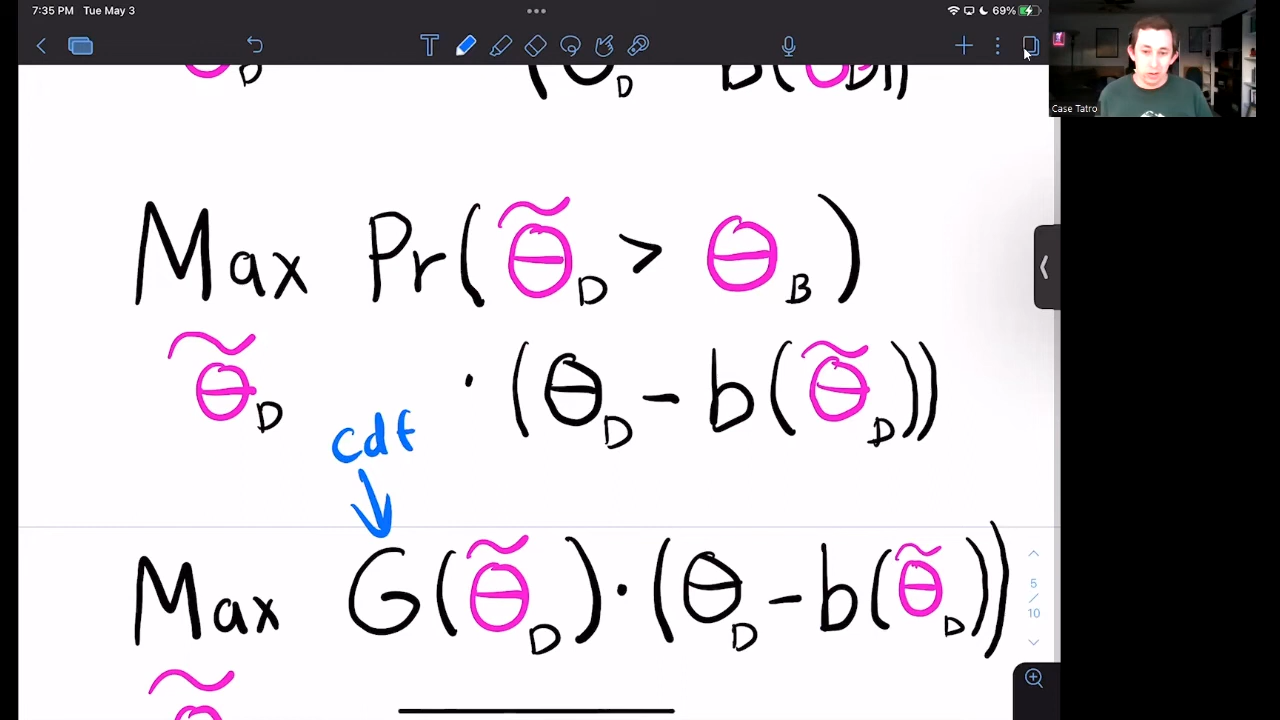 7:35 PM Tue May 3
69%
Case Tatro
Max Pr(θ̃_D > θ_B)
θ̃_D · (θ_D − b(θ̃_D))
cdf
Max G(θ̃_D) · (θ_D − b(θ̃_D))
5
/
10